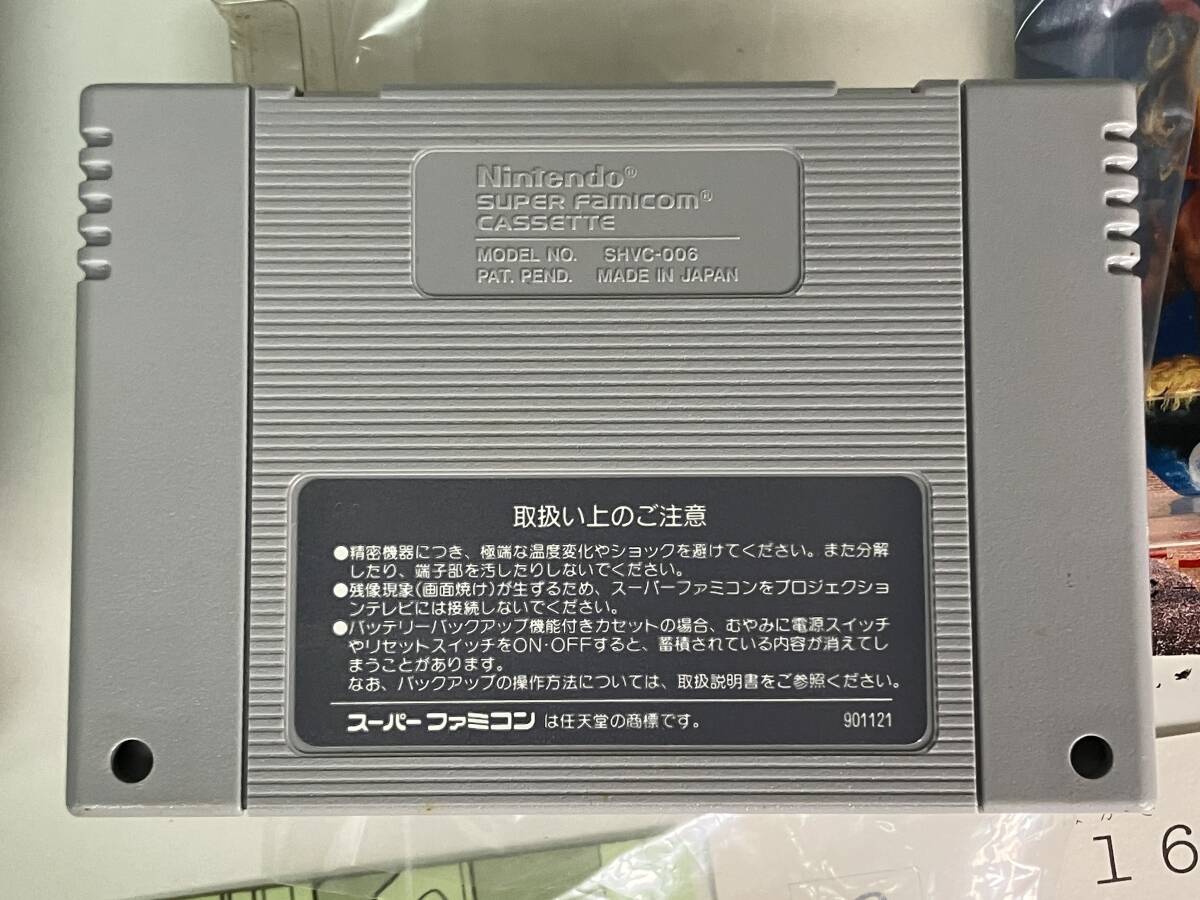 Nintendo®
SUPER FAMICOM®
CASSETTE
MODEL NO. SHVC-006
PAT. PEND. MADE IN JAPAN
取扱い上のご注意
●精密機器につき、極端な温度変化やショックを避けてください。また分解
したり、端子部を汚したりしないでください。
●残像現象(画面焼け)が生ずるため、スーパーファミコンをプロジェクショ
ンテレビには接続しないでください。
●バッテリーバックアップ機能付きカセットの場合、むやみに電源スイッチ
やリセットスイッチをON·OFFすると、蓄積されている内容が消えてし
まうことがあります。
なお、バックアップの操作方法については、取扱説明書をご参照ください。
スーパーファミコン は任天堂の商標です。 901121
16